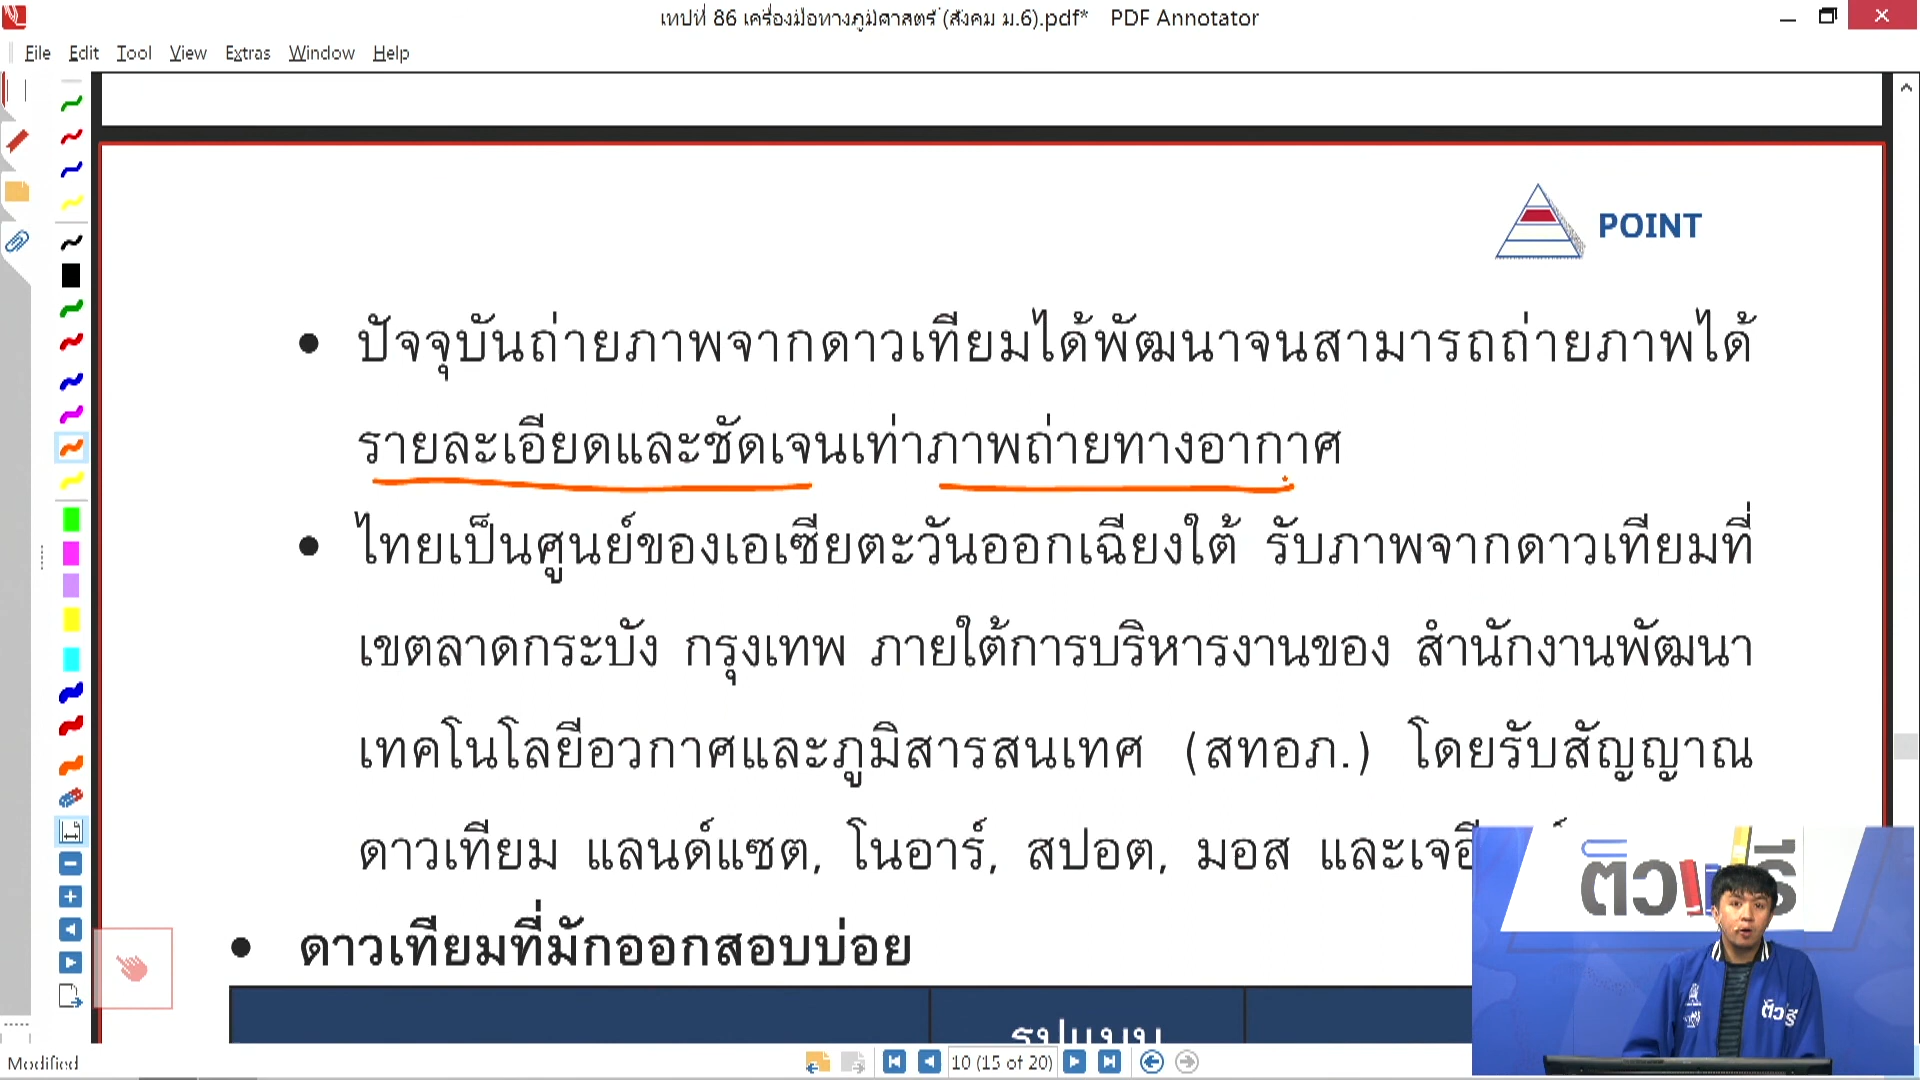 เทปที่ 86 เครื่องมือทางภูมิศาสตร์ (สังคม ม.6).pdf* PDF Annotator
File Edit Tool View Extras Window Help
POINT
• ปัจจุบันถ่ายภาพจากดาวเทียมได้พัฒนาจนสามารถถ่ายภาพได้
รายละเอียดและชัดเจนเท่าภาพถ่ายทางอากาศ
• ไทยเป็นศูนย์ของเอเซียตะวันออกเฉียงใต้ รับภาพจากดาวเทียมที่
เขตลาดกระบัง กรุงเทพ ภายใต้การบริหารงานของ สำนักงานพัฒนา
เทคโนโลยีอวกาศและภูมิสารสนเทศ (สทอภ.) โดยรับสัญญาณ
ดาวเทียม แลนด์แซต, โนอาร์, สปอต, มอส และเจอี
• ดาวเทียมที่มักออกสอบบ่อย
รูปแบบ
ติวฟรี
ติวฟรี
Modified
10 (15 of 20)